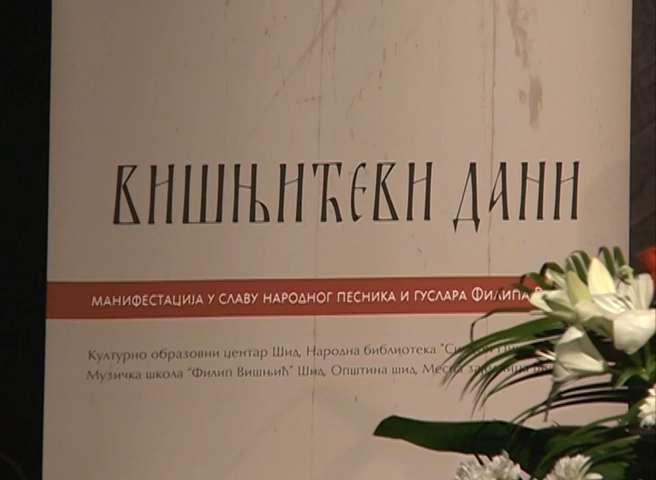 ВИШЊИЋЕВИ ДАНИ
МАНИФЕСТАЦИЈА У СЛАВУ НАРОДНОГ ПЕСНИКА И ГУСЛАРА ФИЛИПА
Културно образовни центар Шид, Народна библиотека
Музичка школа "Филип Вишњић" Шид, Општина шид,